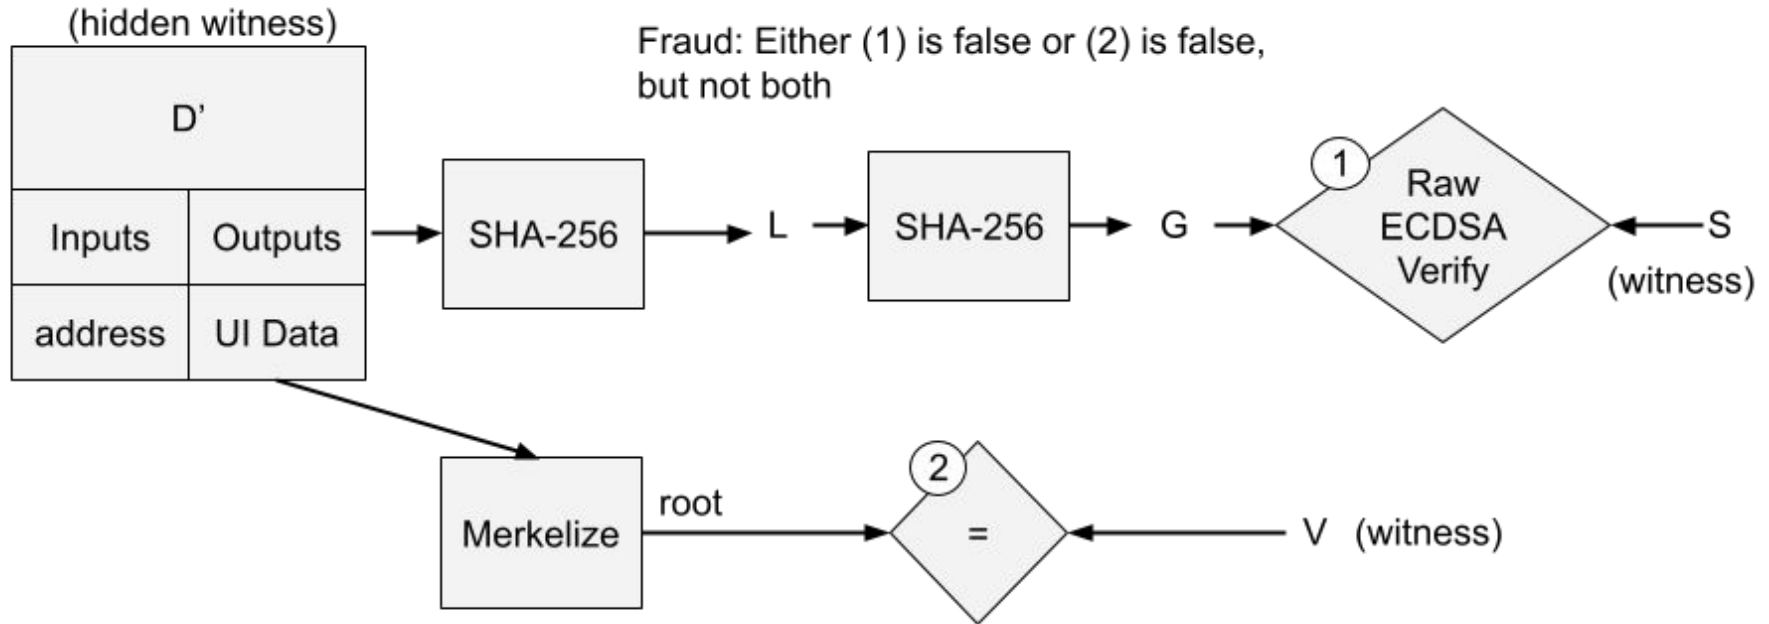 (hidden witness)
Fraud: Either (1) is false or (2) is false,
but not both
D’
Inputs
Outputs
address
UI Data
SHA-256
L
SHA-256
G
1
Raw
ECDSA
Verify
S
(witness)
Merkelize
root
2
=
V (witness)